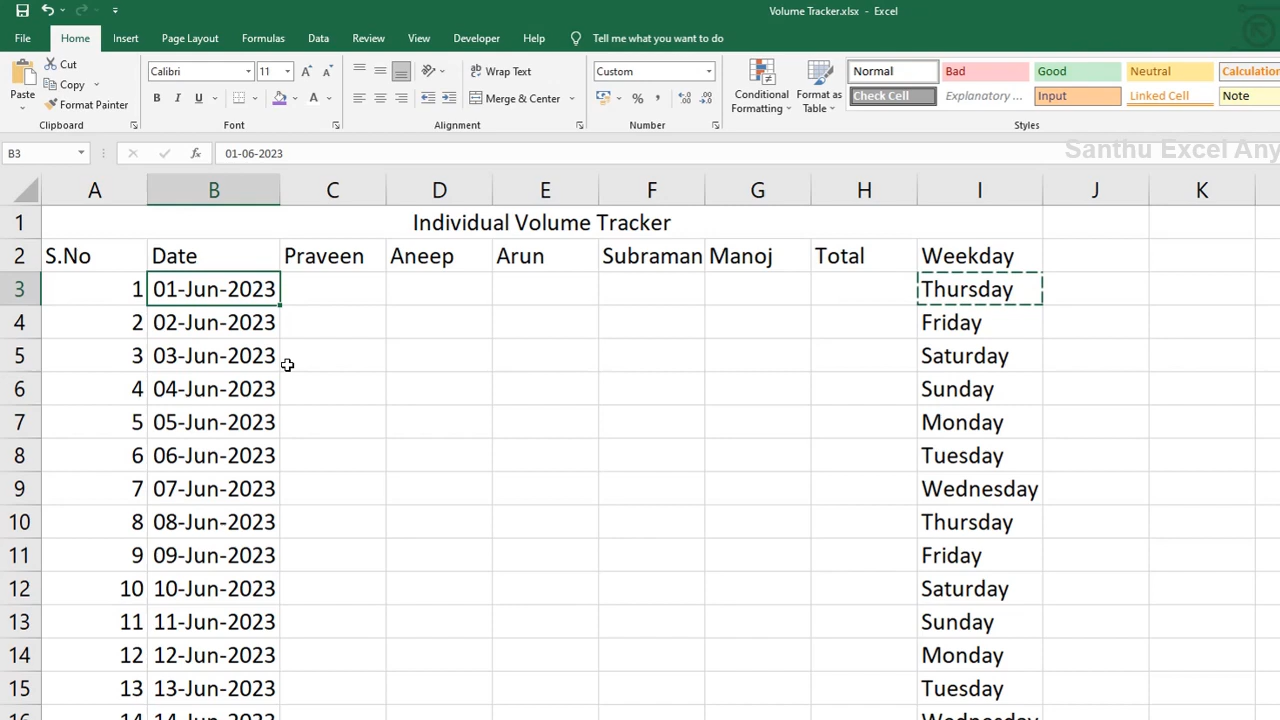 Volume Tracker.xlsx - Excel
File Home Insert Page Layout Formulas Data Review View Developer Help Tell me what you want to do
Paste Cut Copy Format Painter Clipboard
Calibri 11 B I U A Font
Wrap Text Merge & Center Alignment
Custom % , Number
Conditional Formatting Format as Table
Normal Bad Good Neutral Calculation
Check Cell Explanatory ... Input Linked Cell Note
Styles
B3 fx 01-06-2023
Santhu Excel Any
A B C D E F G H I J K
1 Individual Volume Tracker
2 S.No Date Praveen Aneep Arun Subraman Manoj Total Weekday
3 1 01-Jun-2023 Thursday
4 2 02-Jun-2023 Friday
5 3 03-Jun-2023 Saturday
6 4 04-Jun-2023 Sunday
7 5 05-Jun-2023 Monday
8 6 06-Jun-2023 Tuesday
9 7 07-Jun-2023 Wednesday
10 8 08-Jun-2023 Thursday
11 9 09-Jun-2023 Friday
12 10 10-Jun-2023 Saturday
13 11 11-Jun-2023 Sunday
14 12 12-Jun-2023 Monday
15 13 13-Jun-2023 Tuesday
16 14 14-Jun-2023 Wednesday